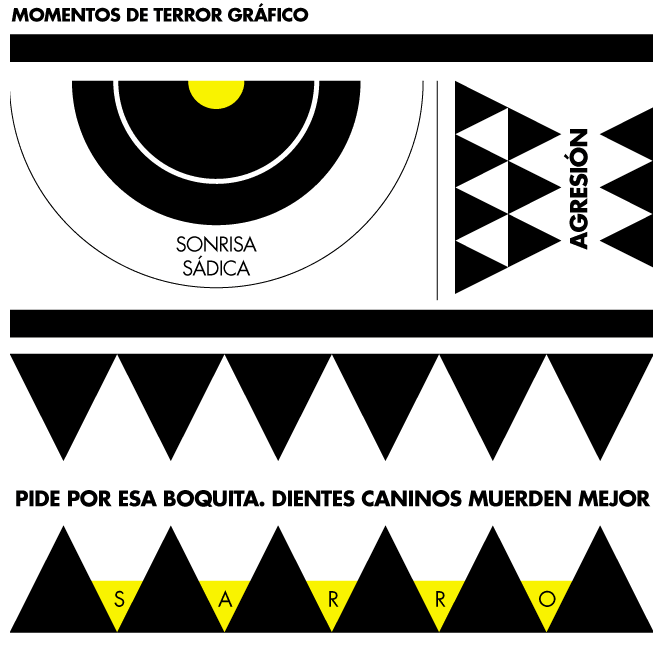 MOMENTOS DE TERROR GRÁFICO
SONRISA
SÁDICA
AGRESIÓN
PIDE POR ESA BOQUITA. DIENTES CANINOS MUERDEN MEJOR
S A R R O